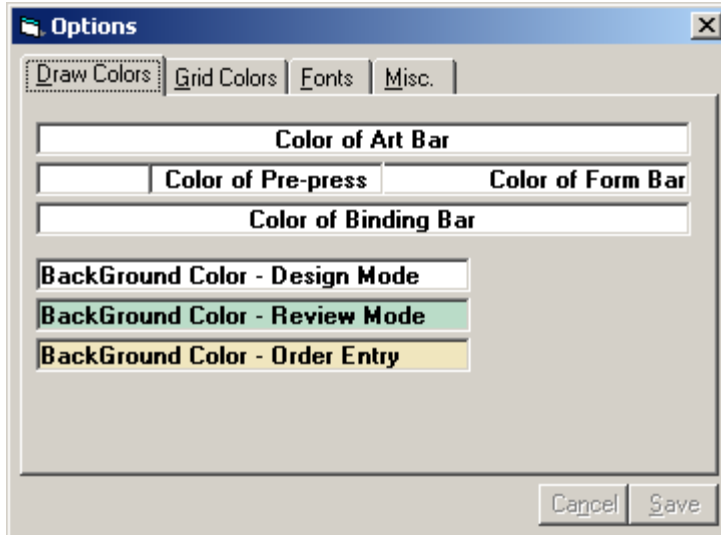 Options
Draw Colors Grid Colors Fonts Misc.
Color of Art Bar
Color of Pre-press Color of Form Bar
Color of Binding Bar
BackGround Color - Design Mode
BackGround Color - Review Mode
BackGround Color - Order Entry
Cancel Save